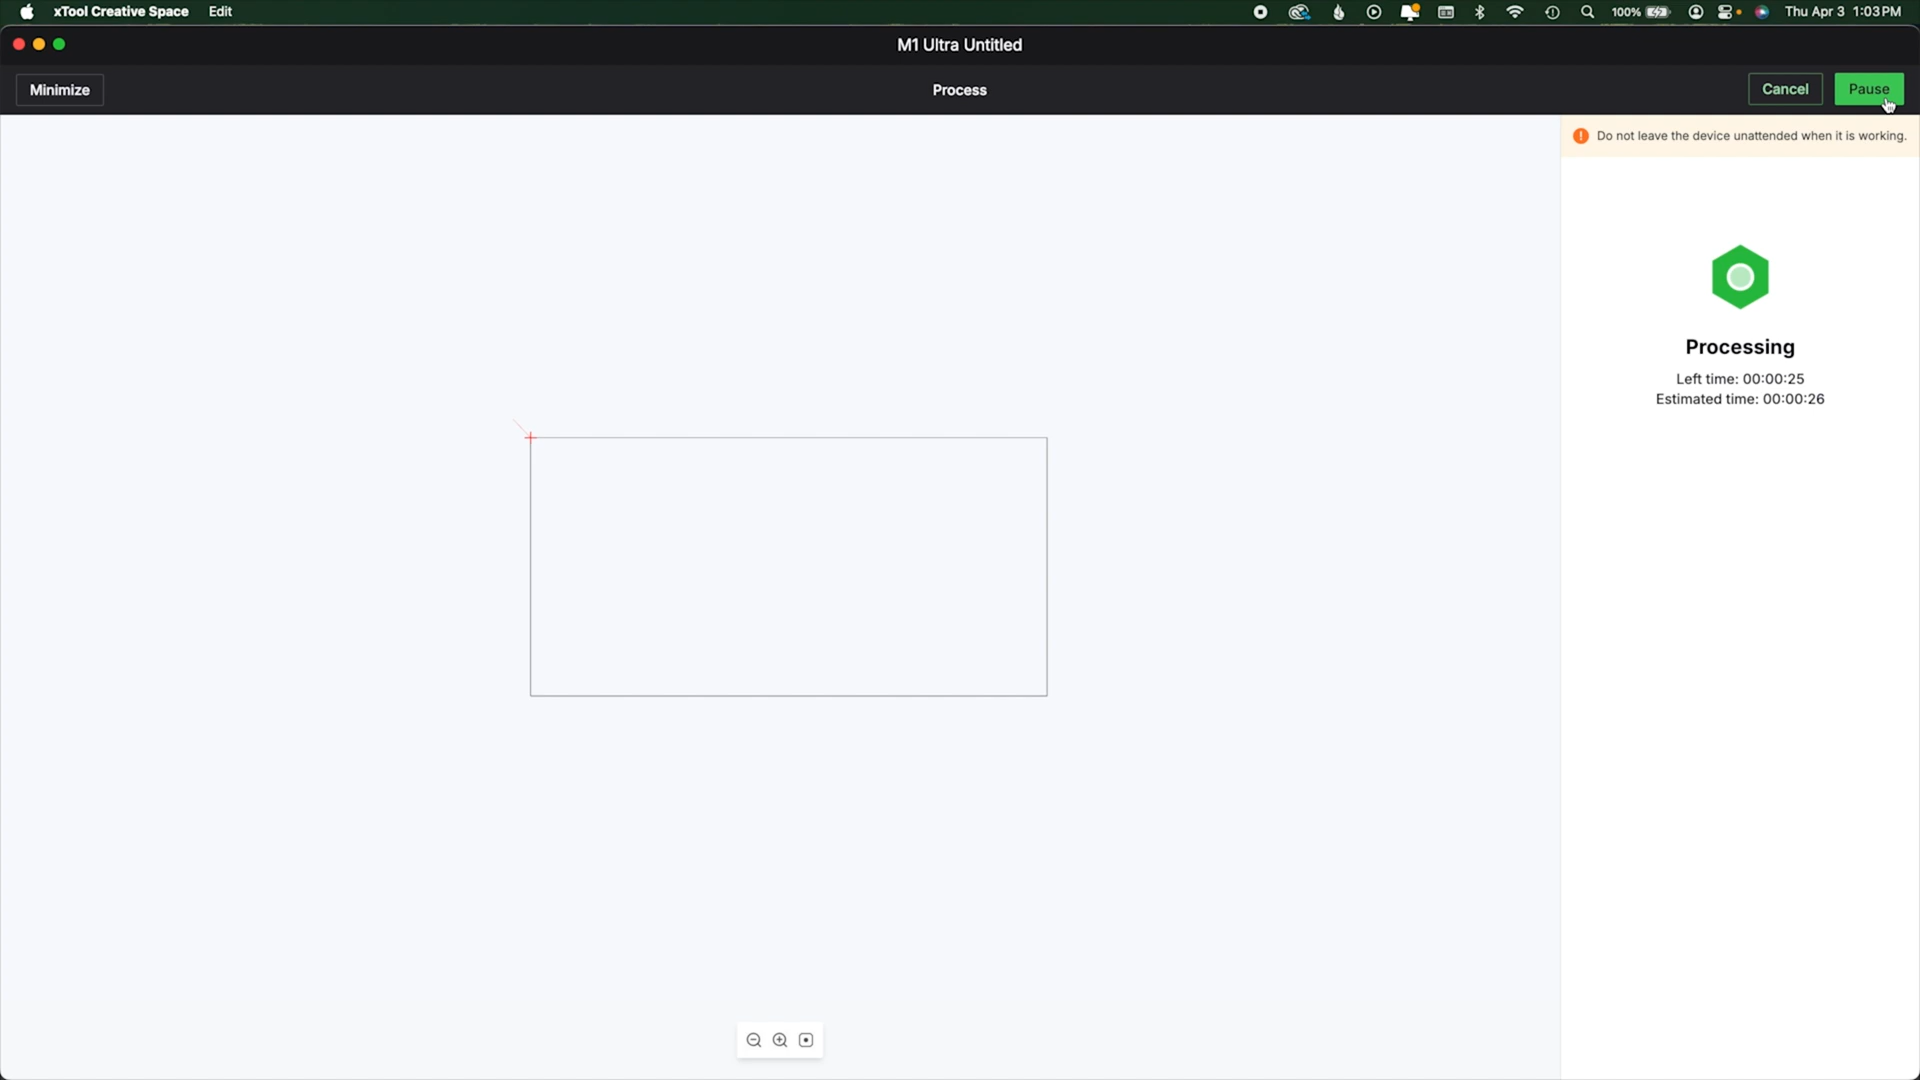 xTool Creative Space Edit 100% Thu Apr 3 1:03 PM
M1 Ultra Untitled
Minimize Process Cancel Pause
Do not leave the device unattended when it is working.
Processing
Left time: 00:00:25
Estimated time: 00:00:26